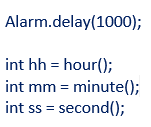 Alarm.delay(1000);
int hh = hour();
int mm = minute();
int ss = second();